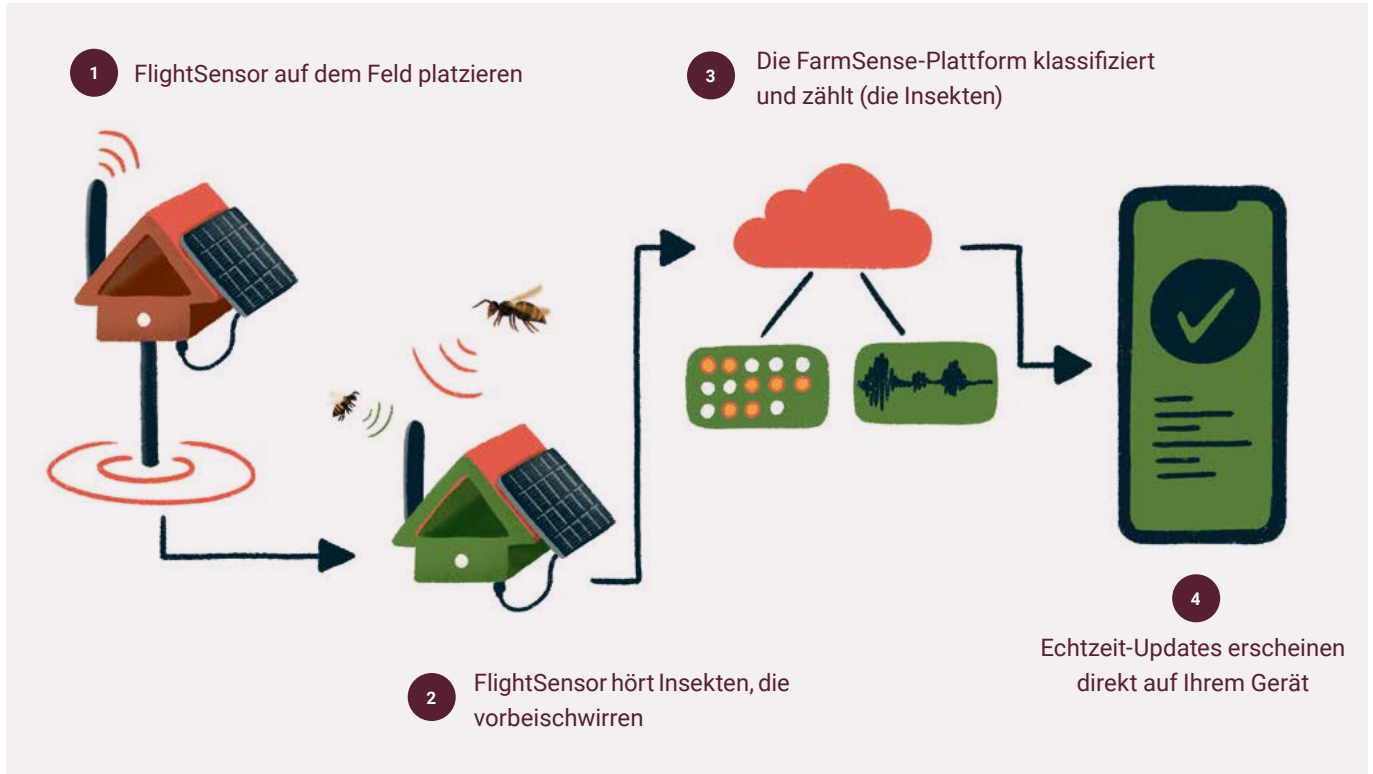 1 FlightSensor auf dem Feld platzieren
2 FlightSensor hört Insekten, die
vorbeischwirren
3 Die FarmSense-Plattform klassifiziert
und zählt (die Insekten)
4
Echtzeit-Updates erscheinen
direkt auf Ihrem Gerät